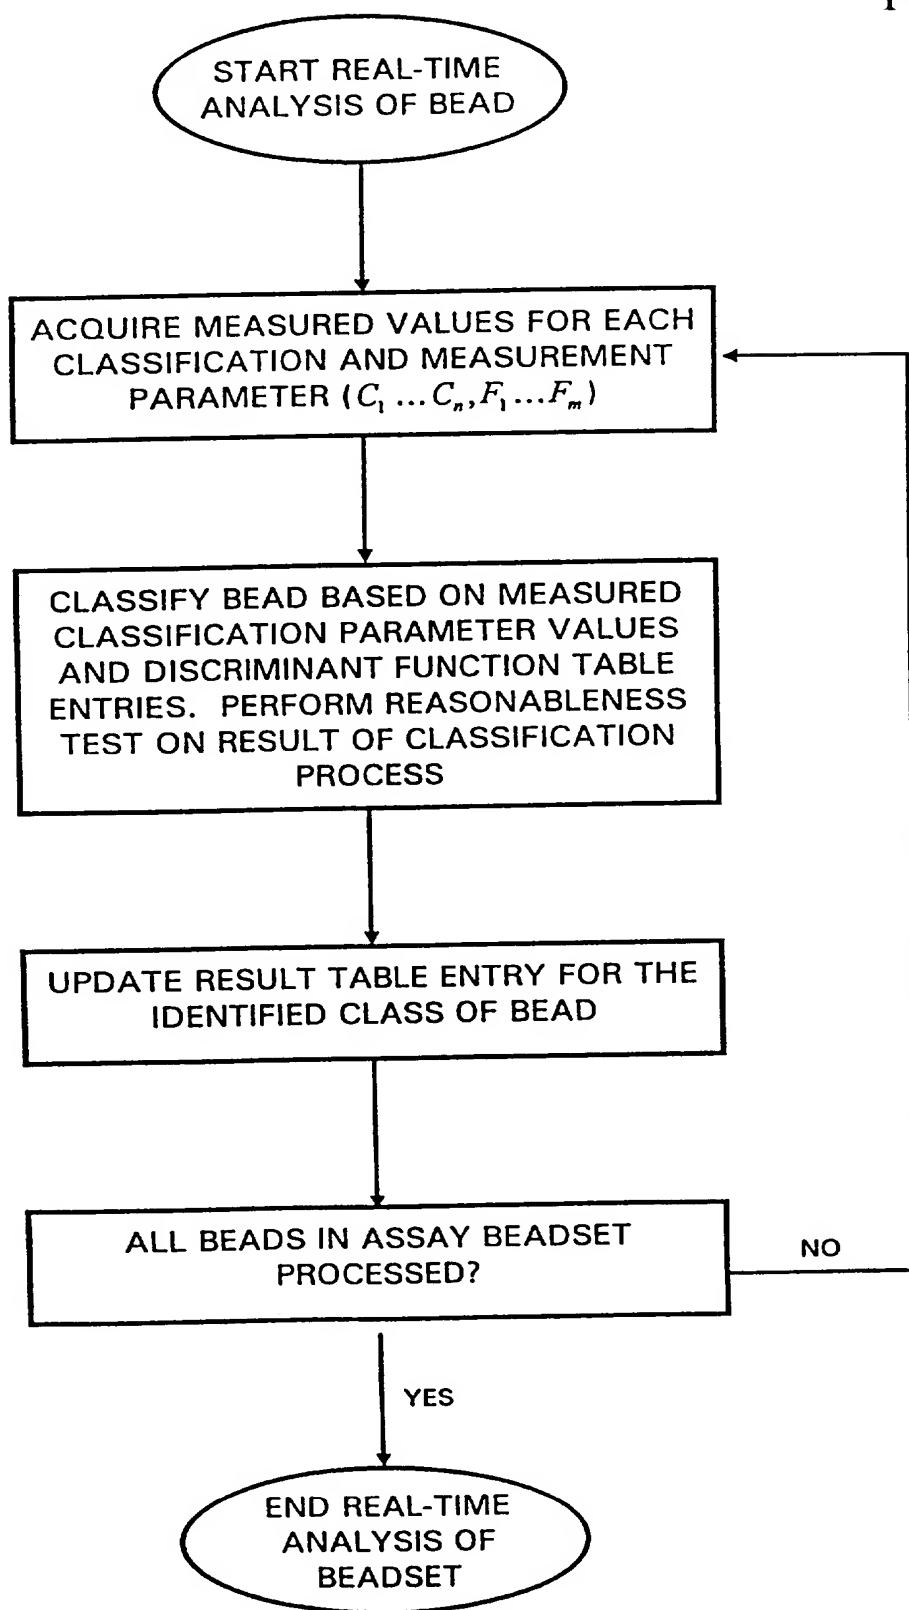 START REAL-TIME
ANALYSIS OF BEAD
ACQUIRE MEASURED VALUES FOR EACH
CLASSIFICATION AND MEASUREMENT
PARAMETER (C₁ ...Cₙ,F₁...Fₘ)
CLASSIFY BEAD BASED ON MEASURED
CLASSIFICATION PARAMETER VALUES
AND DISCRIMINANT FUNCTION TABLE
ENTRIES. PERFORM REASONABLENESS
TEST ON RESULT OF CLASSIFICATION
PROCESS
UPDATE RESULT TABLE ENTRY FOR THE
IDENTIFIED CLASS OF BEAD
ALL BEADS IN ASSAY BEADSET
PROCESSED?
NO
YES
END REAL-TIME
ANALYSIS OF
BEADSET